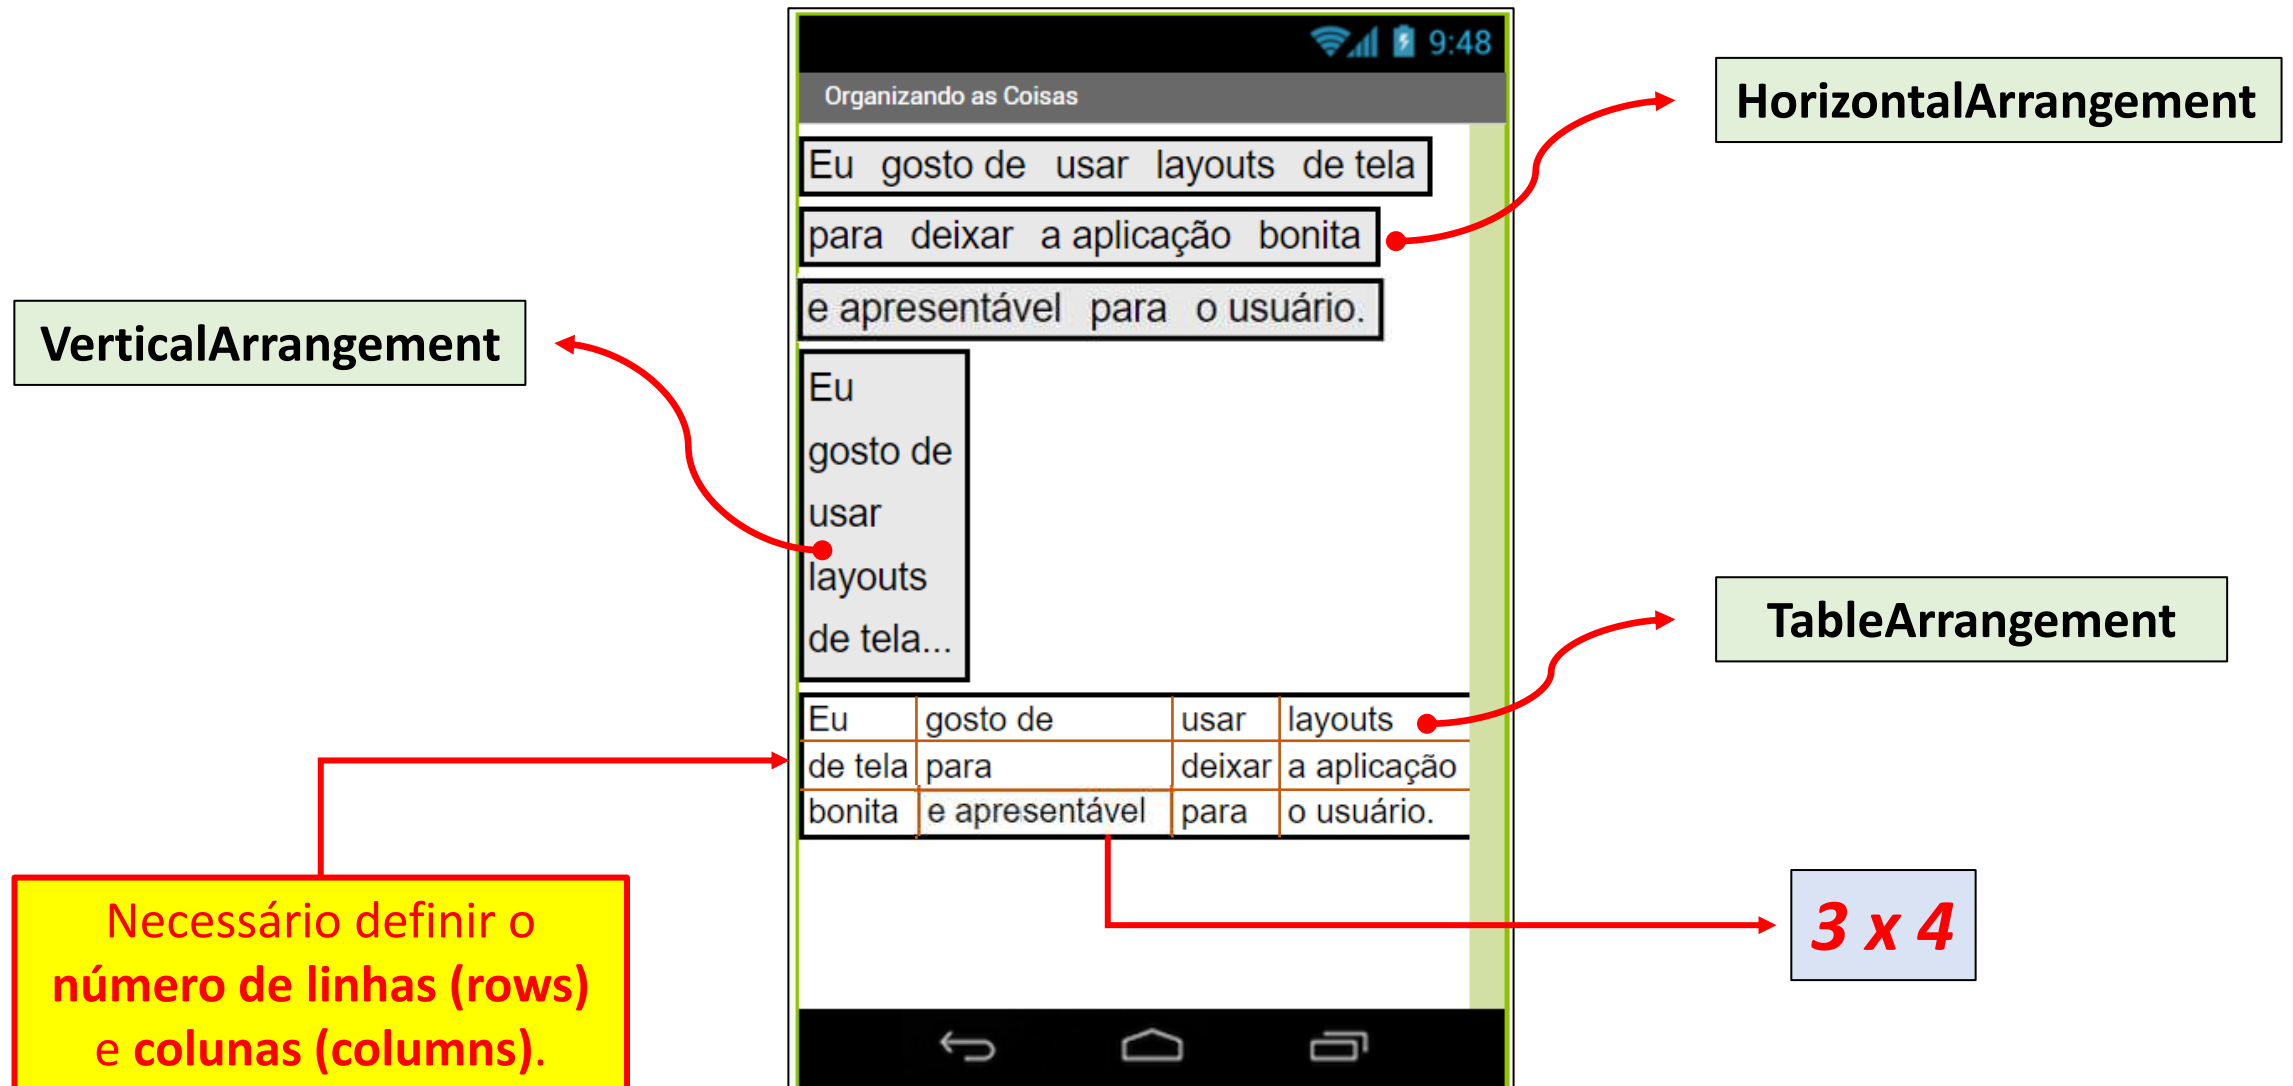 9:48
Organizando as Coisas
HorizontalArrangement
Eu gosto de usar layouts de tela
para deixar a aplicação bonita
e apresentável para o usuário.
VerticalArrangement
Eu
gosto de
usar
layouts
de tela...
TableArrangement
Eu gosto de usar layouts
de tela para deixar a aplicação
bonita e apresentável para o usuário.
3 x 4
Necessário definir o
número de linhas (rows)
e colunas (columns).